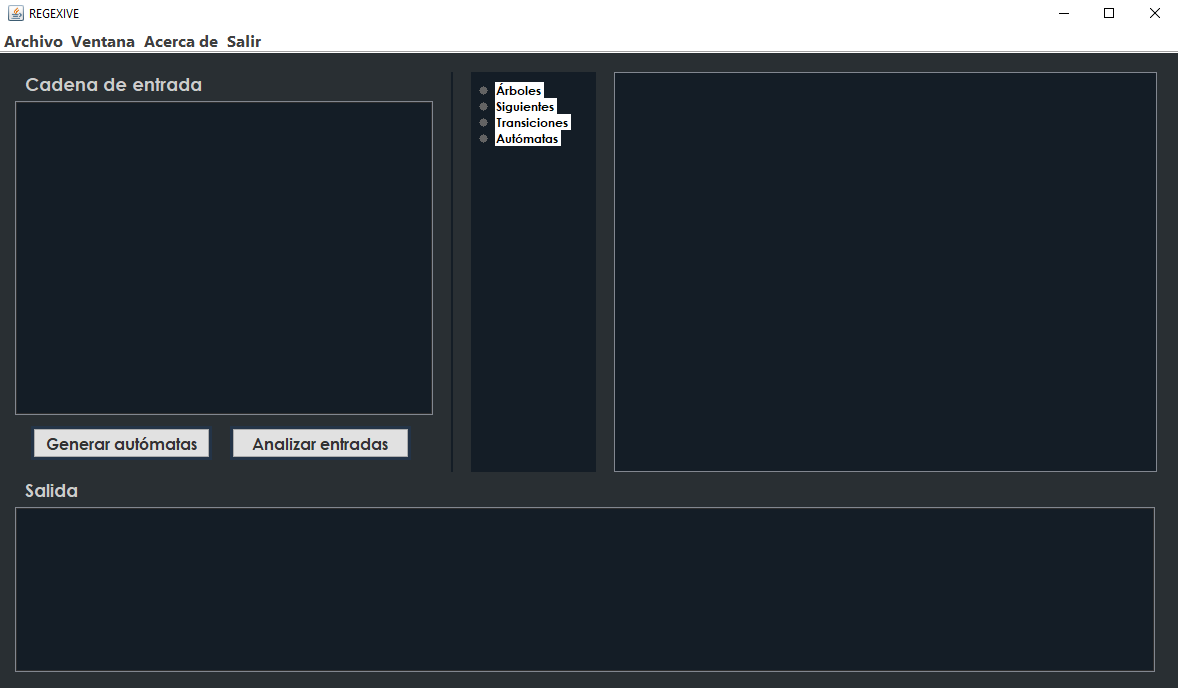 REGEXIVE
Archivo Ventana Acerca de Salir
Cadena de entrada
Generar autómatas
Analizar entradas
Árboles
Siguientes
Transiciones
Autómatas
Salida